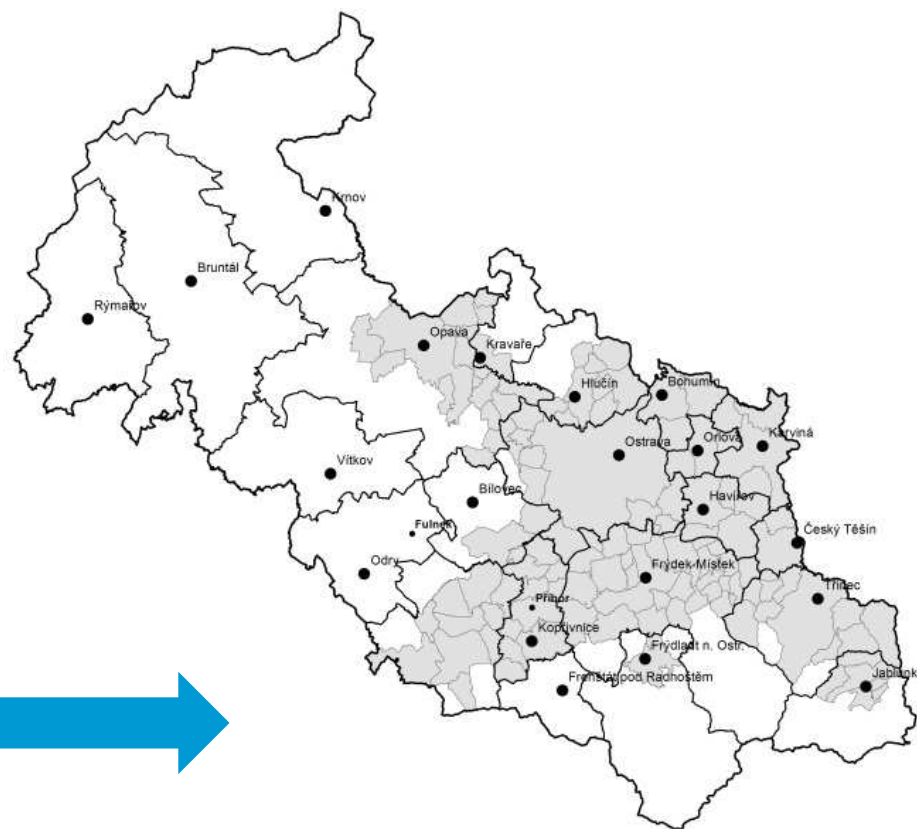 Krnov
Bruntál
Rýmařov
Opava
Kravaře
Hlučín
Bohumín
Ostrava
Orlová
Karviná
Vítkov
Bílovec
Havířov
Fulnek
Český Těšín
Odry
Frýdek-Místek
Třinec
Příbor
Kopřivnice
Frýdlant n. Ostr.
Frenštát pod Radhoštěm
Jablunk